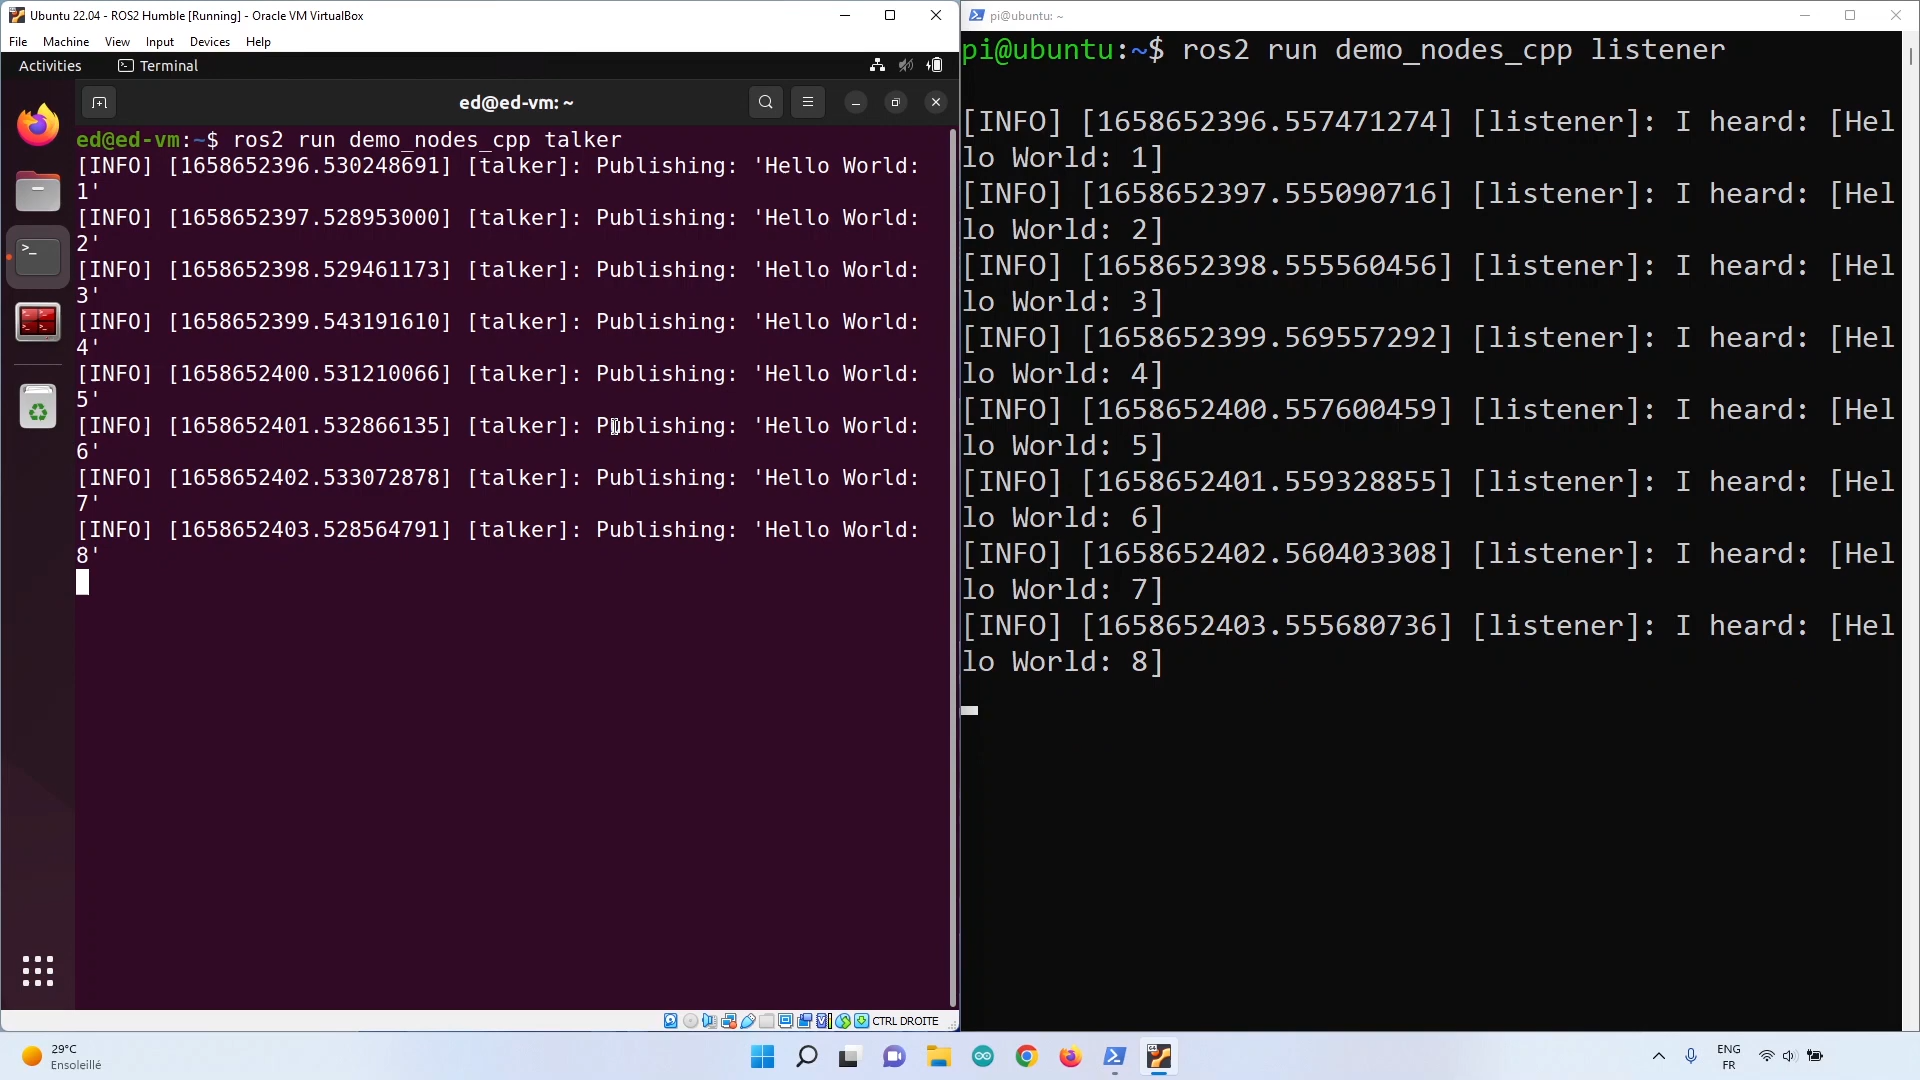 Ubuntu 22.04 - ROS2 Humble [Running] - Oracle VM VirtualBox
File Machine View Input Devices Help
Activities Terminal
ed@ed-vm: ~
ed@ed-vm:~$ ros2 run demo_nodes_cpp talker
[INFO] [1658652396.530248691] [talker]: Publishing: 'Hello World:
1'
[INFO] [1658652397.528953000] [talker]: Publishing: 'Hello World:
2'
[INFO] [1658652398.529461173] [talker]: Publishing: 'Hello World:
3'
[INFO] [1658652399.543191610] [talker]: Publishing: 'Hello World:
4'
[INFO] [1658652400.531210066] [talker]: Publishing: 'Hello World:
5'
[INFO] [1658652401.532866135] [talker]: Publishing: 'Hello World:
6'
[INFO] [1658652402.533072878] [talker]: Publishing: 'Hello World:
7'
[INFO] [1658652403.528564791] [talker]: Publishing: 'Hello World:
8'
CTRL DROITE
pi@ubuntu: ~
pi@ubuntu:~$ ros2 run demo_nodes_cpp listener
[INFO] [1658652396.557471274] [listener]: I heard: [Hel
lo World: 1]
[INFO] [1658652397.555090716] [listener]: I heard: [Hel
lo World: 2]
[INFO] [1658652398.555560456] [listener]: I heard: [Hel
lo World: 3]
[INFO] [1658652399.569557292] [listener]: I heard: [Hel
lo World: 4]
[INFO] [1658652400.557600459] [listener]: I heard: [Hel
lo World: 5]
[INFO] [1658652401.559328855] [listener]: I heard: [Hel
lo World: 6]
[INFO] [1658652402.560403308] [listener]: I heard: [Hel
lo World: 7]
[INFO] [1658652403.555680736] [listener]: I heard: [Hel
lo World: 8]
29°C
Ensoleillé
ENG
FR